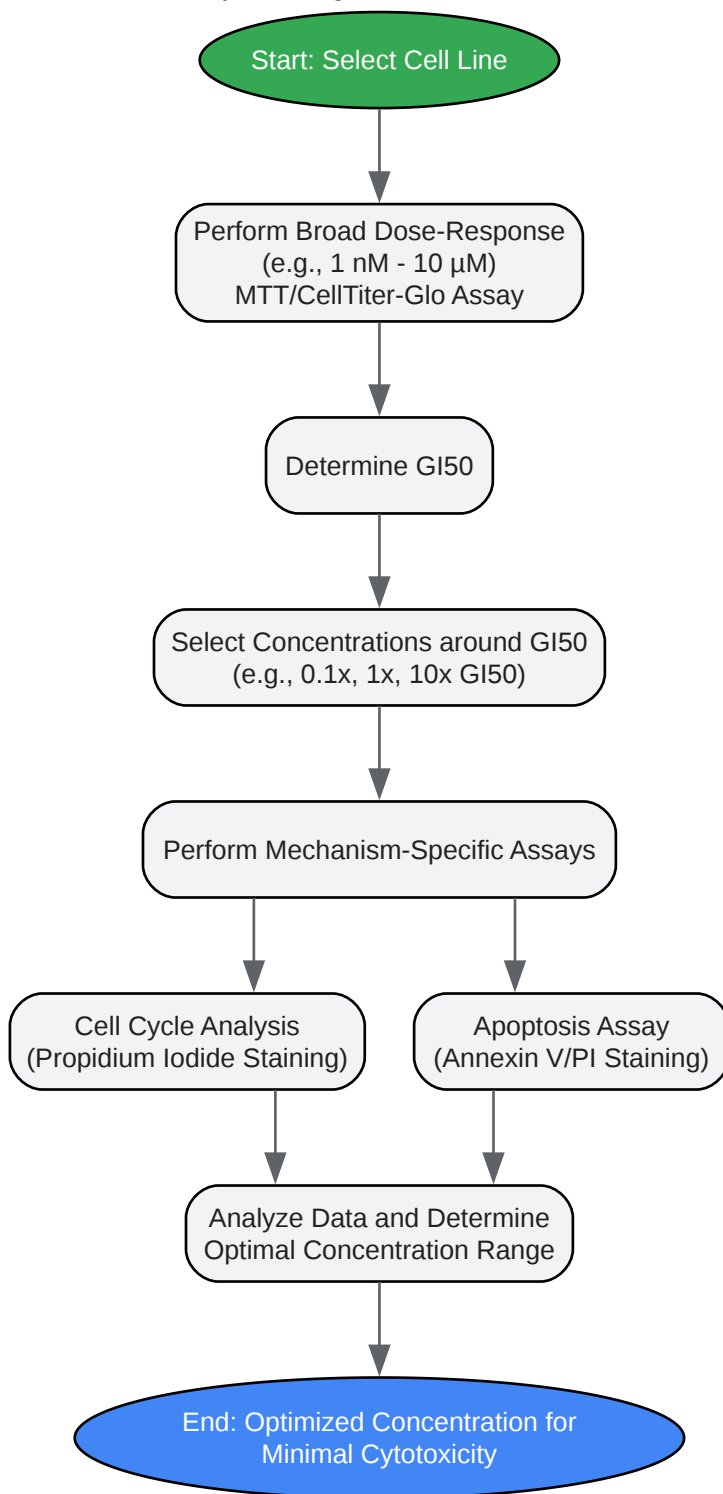 Start: Select Cell Line
Perform Broad Dose-Response
(e.g., 1 nM - 10 µM)
MTT/CellTiter-Glo Assay
Determine GI50
Select Concentrations around GI50
(e.g., 0.1x, 1x, 10x GI50)
Perform Mechanism-Specific Assays
Cell Cycle Analysis
(Propidium Iodide Staining)
Apoptosis Assay
(Annexin V/PI Staining)
Analyze Data and Determine
Optimal Concentration Range
End: Optimized Concentration for
Minimal Cytotoxicity